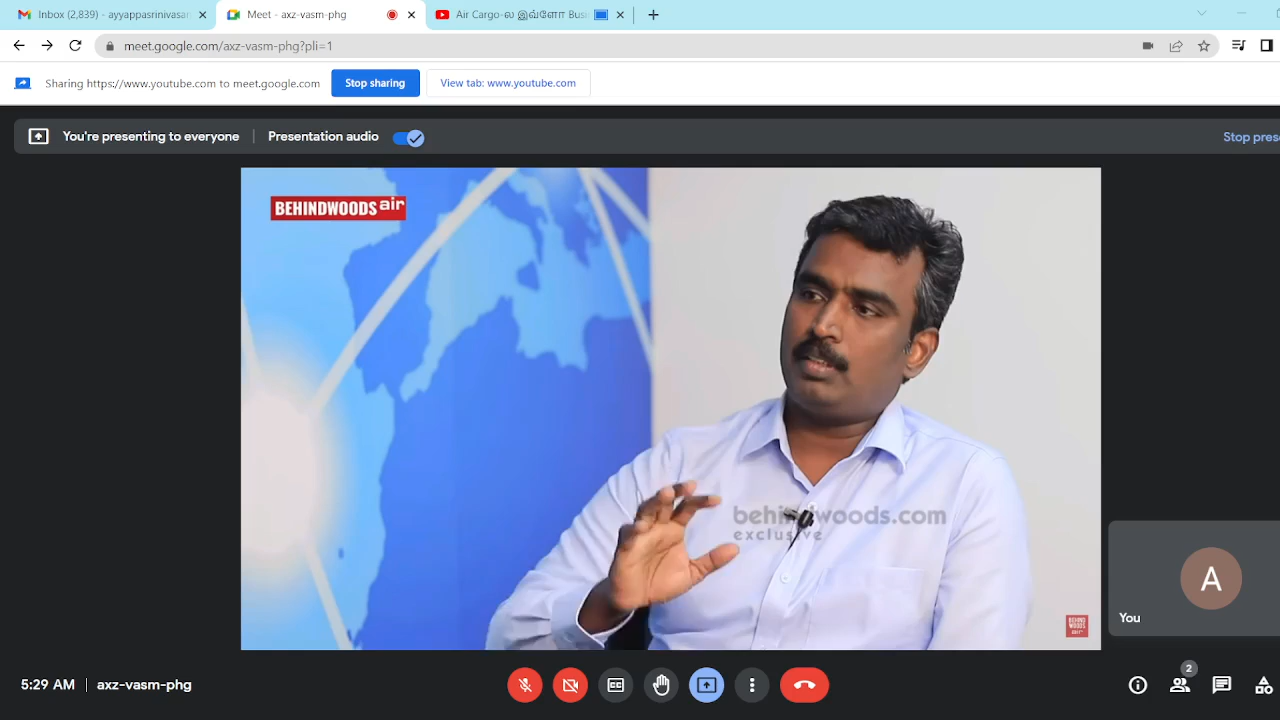 Inbox (2,839) - ayyappasrinivasan
Meet - axz-vasm-phg
Air Cargo-ல இவ்ளோ Busi
meet.google.com/axz-vasm-phg?pli=1
Sharing https://www.youtube.com to meet.google.com
Stop sharing
View tab: www.youtube.com
You're presenting to everyone
Presentation audio
Stop prese
BEHINDWOODS air
behindwoods.com
exclusive
BEHIND
WOODS
A
You
5:29 AM
axz-vasm-phg
2